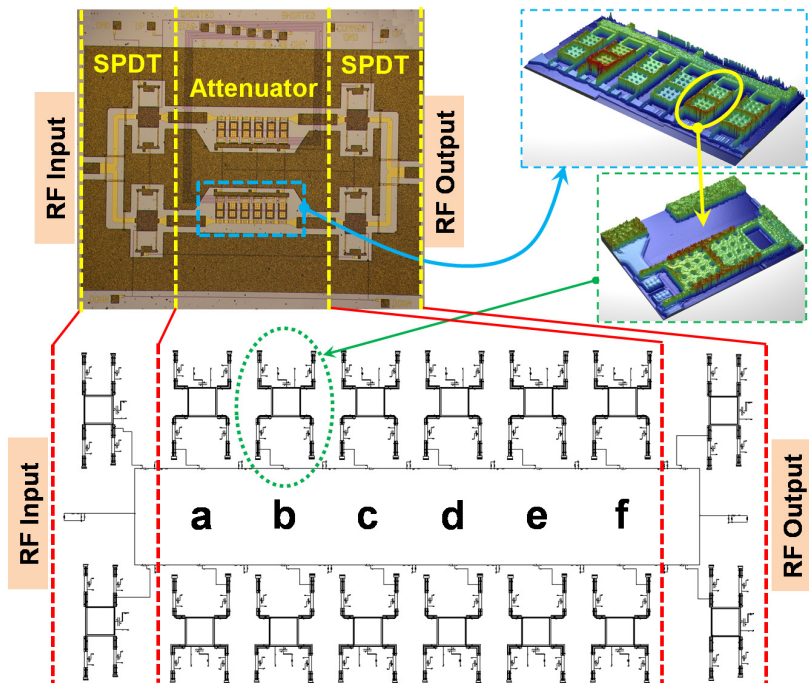 SPDT
Attenuator
SPDT
RF Input
RF Output
RF Input
a b c d e f
RF Output